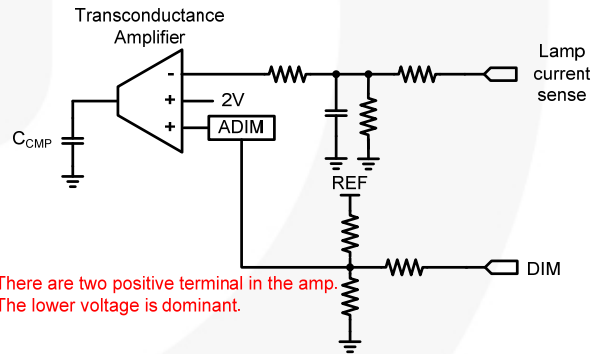 Transconductance
Amplifier
Lamp
current
sense
-
+
2V
+
ADIM
CCMP
REF
DIM
There are two positive terminal in the amp.
The lower voltage is dominant.